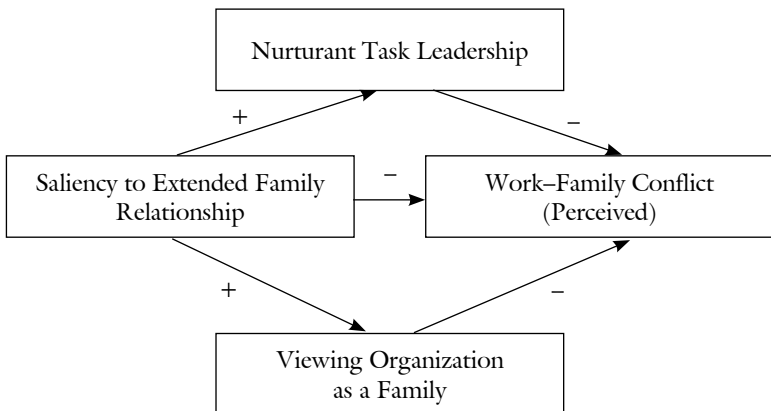 Nurturant Task Leadership
+
–
Saliency to Extended Family
Relationship
–
Work–Family Conflict
(Perceived)
+
–
Viewing Organization
as a Family